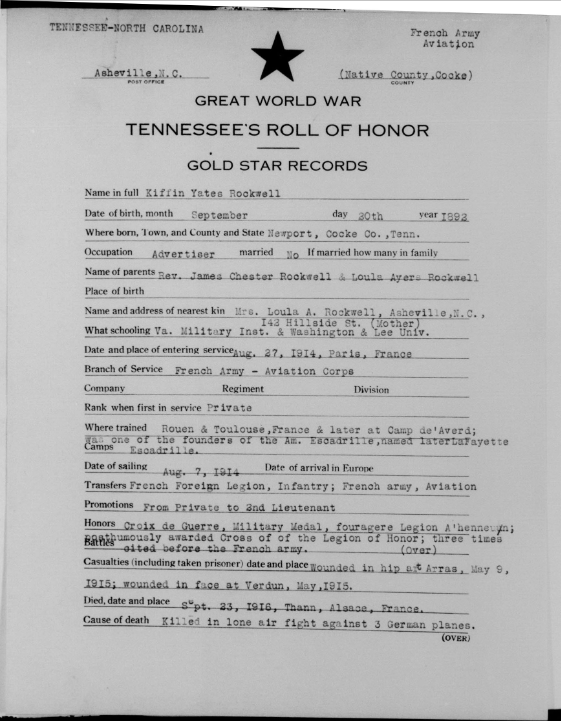 TENNESSEE-NORTH CAROLINA
French Army
Aviation
Asheville,N.C.
POST OFFICE
(Native County,Cocke)
COUNTY
GREAT WORLD WAR
TENNESSEE'S ROLL OF HONOR
GOLD STAR RECORDS
Name in full Kiffin Yates Rockwell
Date of birth, month September day 20th year 1892
Where born, Town, and County and State Newport, Cocke Co.,Tenn.
Occupation Advertiser married No If married how many in family
Name of parents Rev. James Chester Rockwell & Loula Ayers Rockwell
Place of birth
Name and address of nearest kin Mrs. Loula A. Rockwell, Asheville,N.C.,
142 Hillside St. (Mother)
What schooling Va. Military Inst. & Washington & Lee Univ.
Date and place of entering service Aug. 27, 1914, Paris, France
Branch of Service French Army - Aviation Corps
Company Regiment Division
Rank when first in service Private
Where trained Rouen & Toulouse,France & later at Camp de'Averd;
was one of the founders of the Am. Escadrille,named laterLaFayette
Camps Escadrille.
Date of sailing Aug. 7, 1914 Date of arrival in Europe
Transfers French Foreign Legion, Infantry; French army, Aviation
Promotions From Private to 2nd Lieutenant
Honors Croix de Guerre, Military Medal, fouragere Legion A'henneuyn;
posthumously awarded Cross of of the Legion of Honor; three times
Battles cited before the French army. (Over)
Casualties (including taken prisoner) date and place Wounded in hip at Arras, May 9,
1915; wounded in face at Verdun, May,1915.
Died, date and place Sept. 23, 1916, Thann, Alsace, France.
Cause of death Killed in lone air fight against 3 German planes.
(OVER)